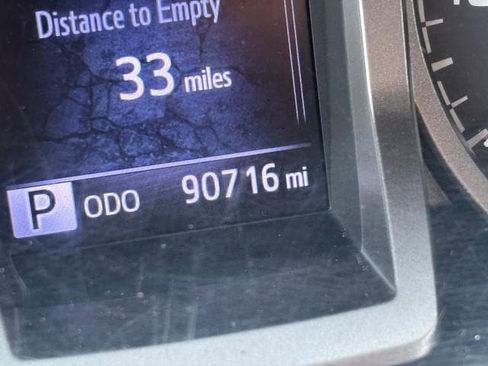 Distance to Empty
33 miles
P ODO 90716 mi